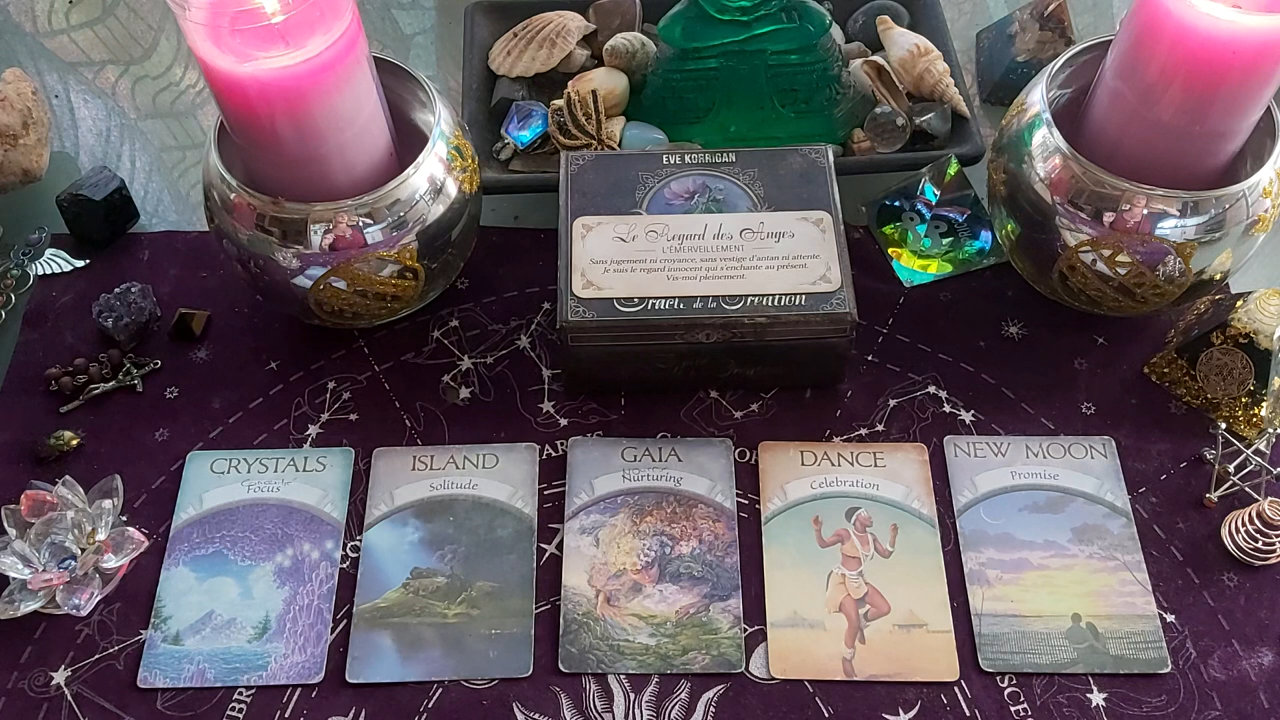 EVE KORRIGAN
Le Regard des Anges
L'ÉMERVEILLEMENT
Sans jugement ni croyance, sans vestige d'antan ni attente.
Je suis le regard innocent qui s'enchante au présent.
Vis-moi pleinement.
Oracle de la Création
CRYSTALS
Focus
ISLAND
Solitude
GAIA
Nurturing
DANCE
Celebration
NEW MOON
Promise